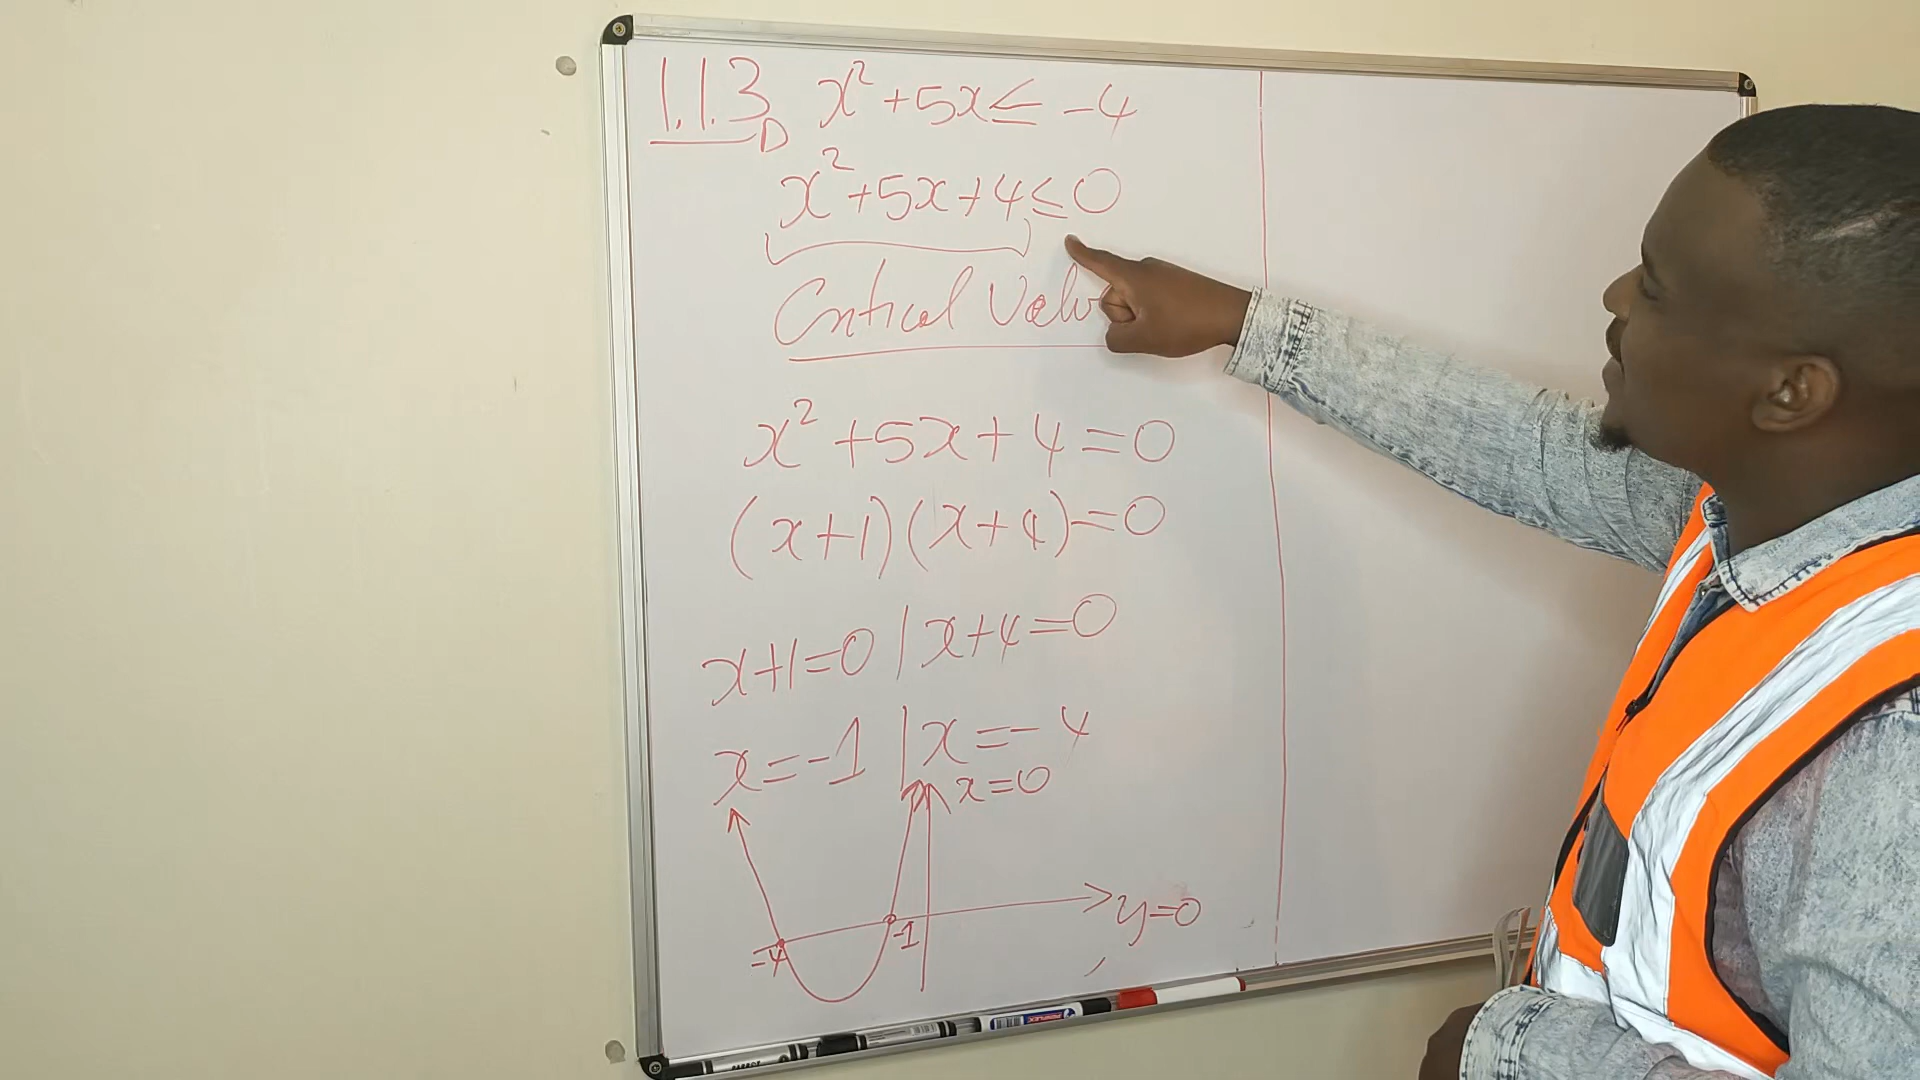 1.1.3 x² + 5x ≤ -4
D
x² + 5x + 4 ≤ 0
Critical
x² + 5x + 4 = 0
(x+1)(x+4)=0
x+1=0 | x+4=0
x=-1 | x=-4
x=0
y=0
-4
-1